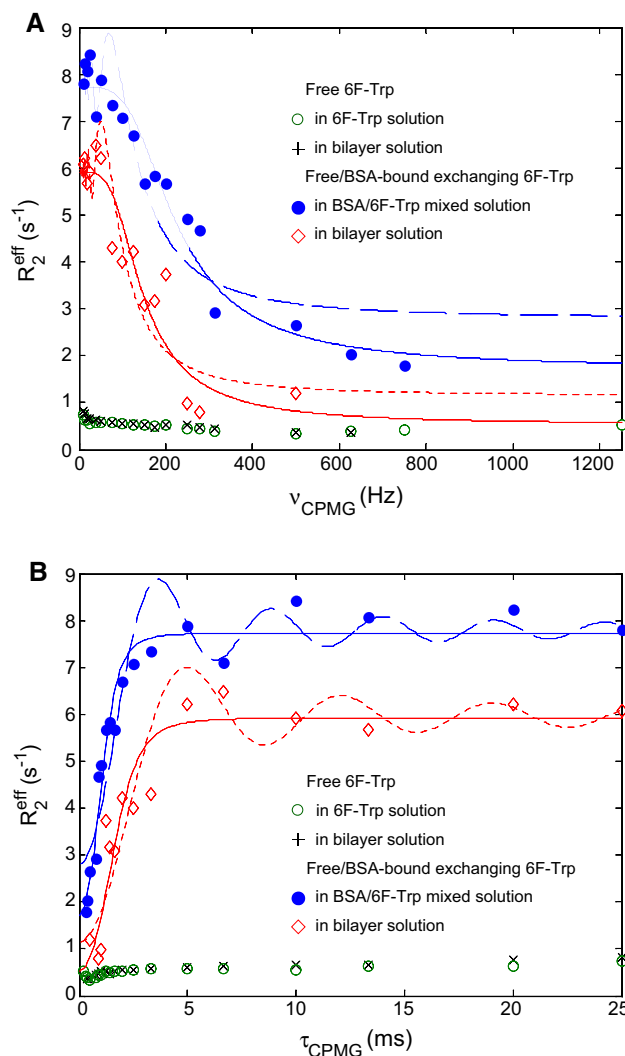 A
9
8
7
6
5
4
3
2
1
0
R2^eff (s^-1)
Free 6F-Trp
in 6F-Trp solution
in bilayer solution
Free/BSA-bound exchanging 6F-Trp
in BSA/6F-Trp mixed solution
in bilayer solution
0 200 400 600 800 1000 1200
νCPMG (Hz)
B
9
8
7
6
5
4
3
2
1
0
R2^eff (s^-1)
Free 6F-Trp
in 6F-Trp solution
in bilayer solution
Free/BSA-bound exchanging 6F-Trp
in BSA/6F-Trp mixed solution
in bilayer solution
0 5 10 15 20 25
τCPMG (ms)